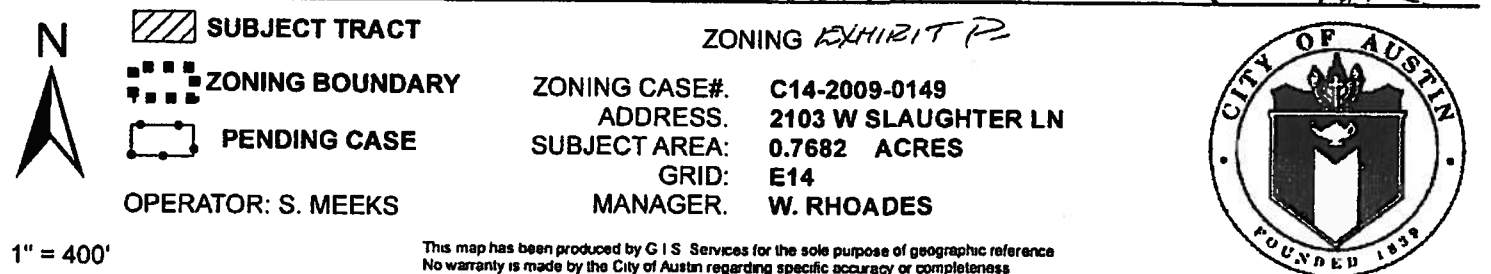 N
SUBJECT TRACT
ZONING BOUNDARY
PENDING CASE
OPERATOR: S. MEEKS
1" = 400'
ZONING EXHIBIT
ZONING CASE#. C14-2009-0149
ADDRESS. 2103 W SLAUGHTER LN
SUBJECT AREA: 0.7682 ACRES
GRID: E14
MANAGER. W. RHOADES
This map has been produced by G I S Services for the sole purpose of geographic reference
No warranty is made by the City of Austin regarding specific accuracy or completeness
CITY OF AUSTIN
FOUNDED 1839